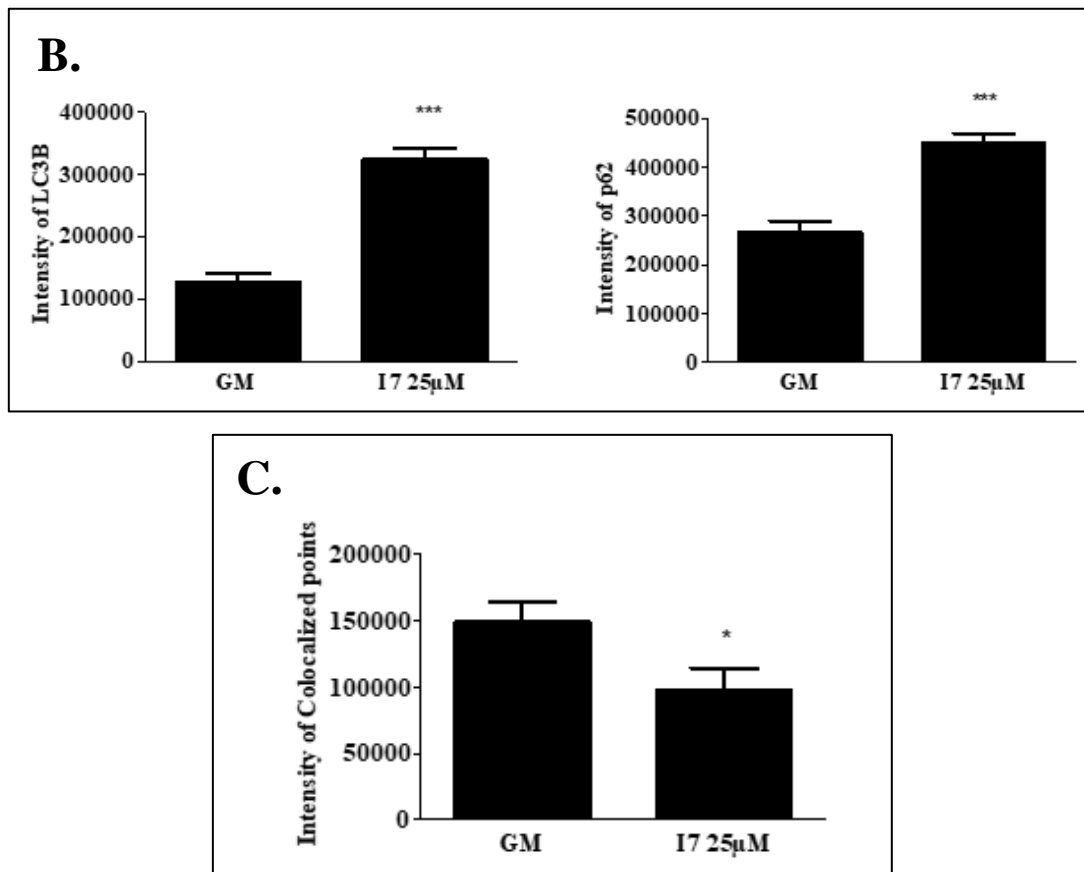 B.
Intensity of LC3B
400000
300000
200000
100000
0
***
GM
I7 25µM
Intensity of p62
500000
400000
300000
200000
100000
0
***
GM
I7 25µM
C.
Intensity of Colocalized points
200000
150000
100000
50000
0
*
GM
I7 25µM